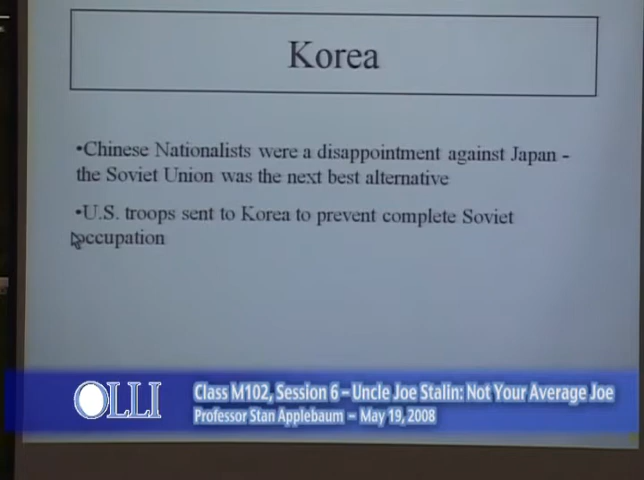 Korea
•Chinese Nationalists were a disappointment against Japan -
the Soviet Union was the next best alternative
•U.S. troops sent to Korea to prevent complete Soviet
occupation
OLLI
Class M102, Session 6 – Uncle Joe Stalin: Not Your Average Joe
Professor Stan Applebaum – May 19, 2008